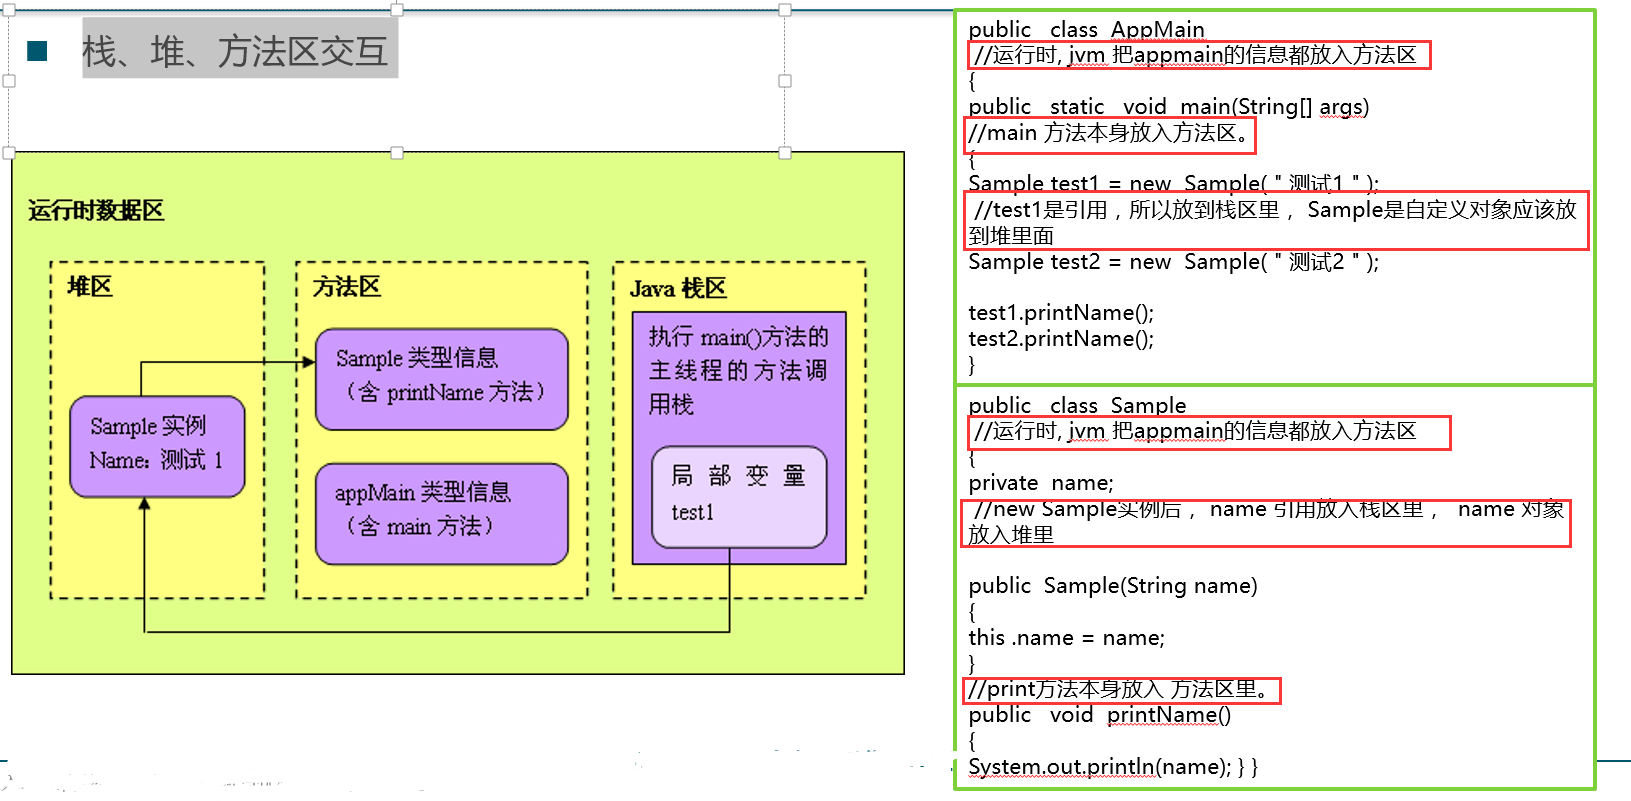 栈、堆、方法区交互
运行时数据区
堆区
Sample 实例
Name：测试 1
方法区
Sample 类型信息
（含 printName 方法）
appMain 类型信息
（含 main 方法）
Java 栈区
执行 main()方法的
主线程的方法调
用栈
局部变量
test1
public class AppMain
//运行时, jvm 把appmain的信息都放入方法区
{
public static void main(String[] args)
//main 方法本身放入方法区。
{
Sample test1 = new Sample( " 测试1 " );
//test1是引用，所以放到栈区里， Sample是自定义对象应该放
到堆里面
Sample test2 = new Sample( " 测试2 " );
test1.printName();
test2.printName();
}
public class Sample
//运行时, jvm 把appmain的信息都放入方法区
{
private name;
//new Sample实例后， name 引用放入栈区里， name 对象
放入堆里
public Sample(String name)
{
this .name = name;
}
//print方法本身放入 方法区里。
public void printName()
{
System.out.println(name); } }